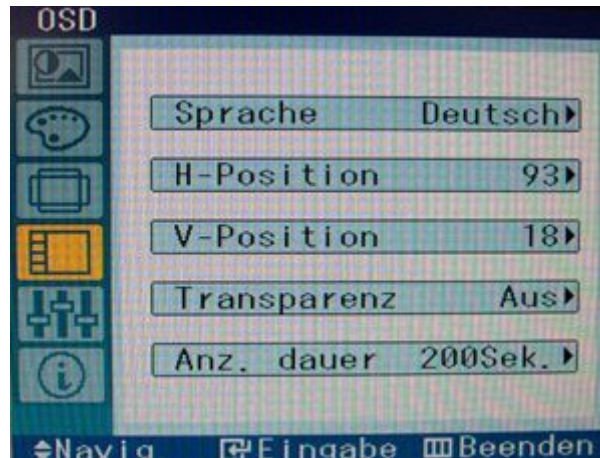 OSD
Sprache Deutsch
H-Position 93
V-Position 18
Transparenz Aus
Anz. dauer 200Sek.
Navig Eingabe Beenden